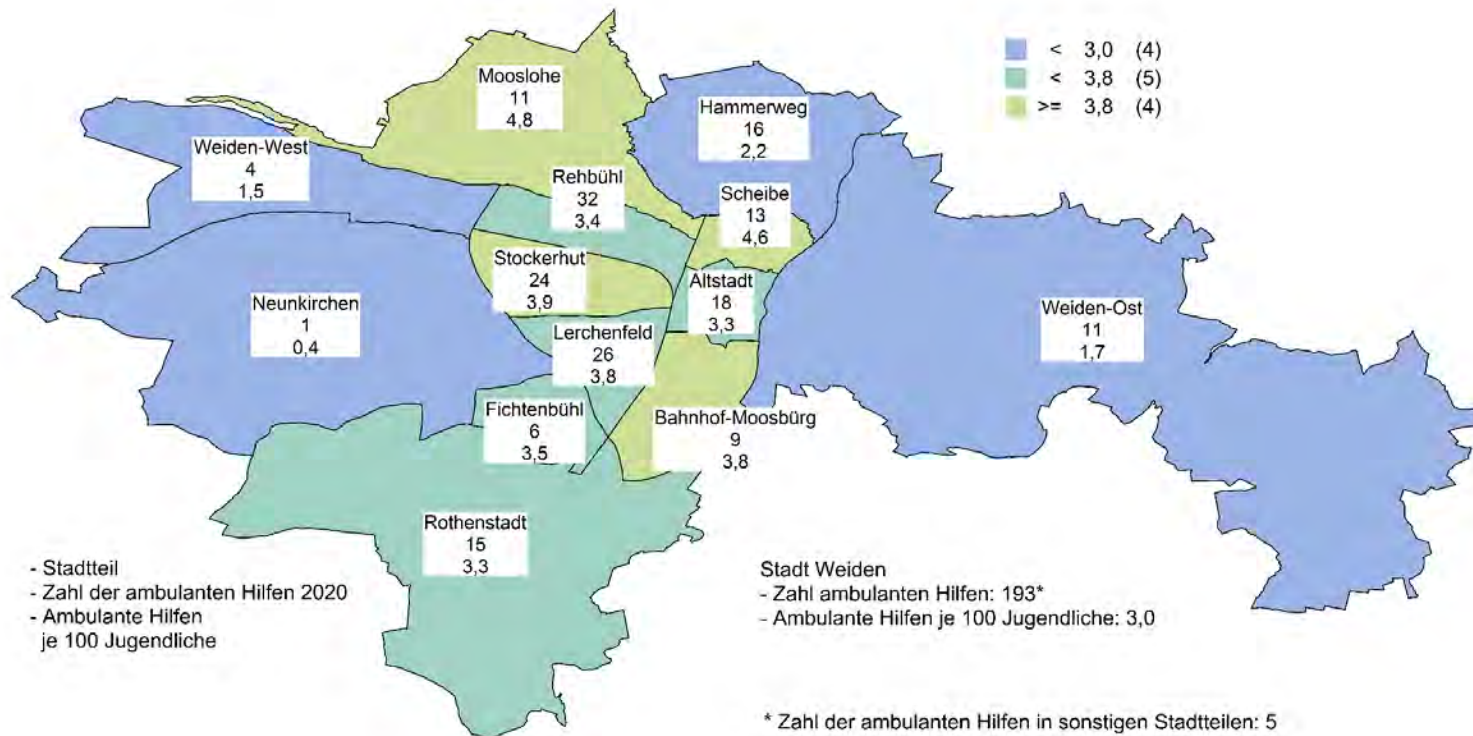 < 3,0 (4)
< 3,8 (5)
>= 3,8 (4)
Mooslohe
11
4,8
Hammerweg
16
2,2
Weiden-West
4
1,5
Rehbühl
32
3,4
Scheibe
13
4,6
Stockerhut
24
3,9
Altstadt
18
3,3
Neunkirchen
1
0,4
Weiden-Ost
11
1,7
Lerchenfeld
26
3,8
Fichtenbühl
6
3,5
Bahnhof-Moosbürg
9
3,8
Rothenstadt
15
3,3
- Stadtteil
- Zahl der ambulanten Hilfen 2020
- Ambulante Hilfen
je 100 Jugendliche
Stadt Weiden
- Zahl ambulanten Hilfen: 193*
- Ambulante Hilfen je 100 Jugendliche: 3,0
* Zahl der ambulanten Hilfen in sonstigen Stadtteilen: 5